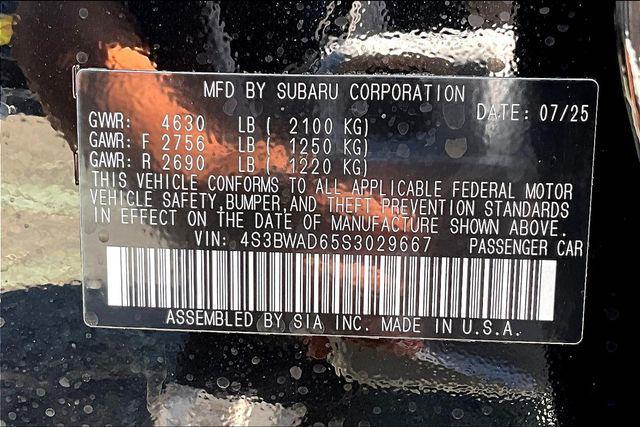 MFD BY SUBARU CORPORATION
DATE: 07/25
GVWR: 4630 LB ( 2100 KG)
GAWR: F 2756 LB ( 1250 KG)
GAWR: R 2690 LB ( 1220 KG)
THIS VEHICLE CONFORMS TO ALL APPLICABLE FEDERAL MOTOR
VEHICLE SAFETY, BUMPER, AND THEFT PREVENTION STANDARDS
IN EFFECT ON THE DATE OF MANUFACTURE SHOWN ABOVE.
VIN: 4S3BWAD65S3029667 PASSENGER CAR
ASSEMBLED BY SIA INC. MADE IN U.S.A.